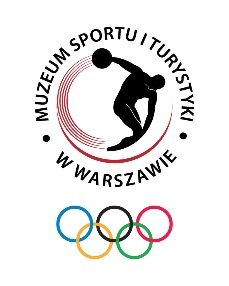 • MUZEUM SPORTU I TURYSTYKI •
W WARSZAWIE